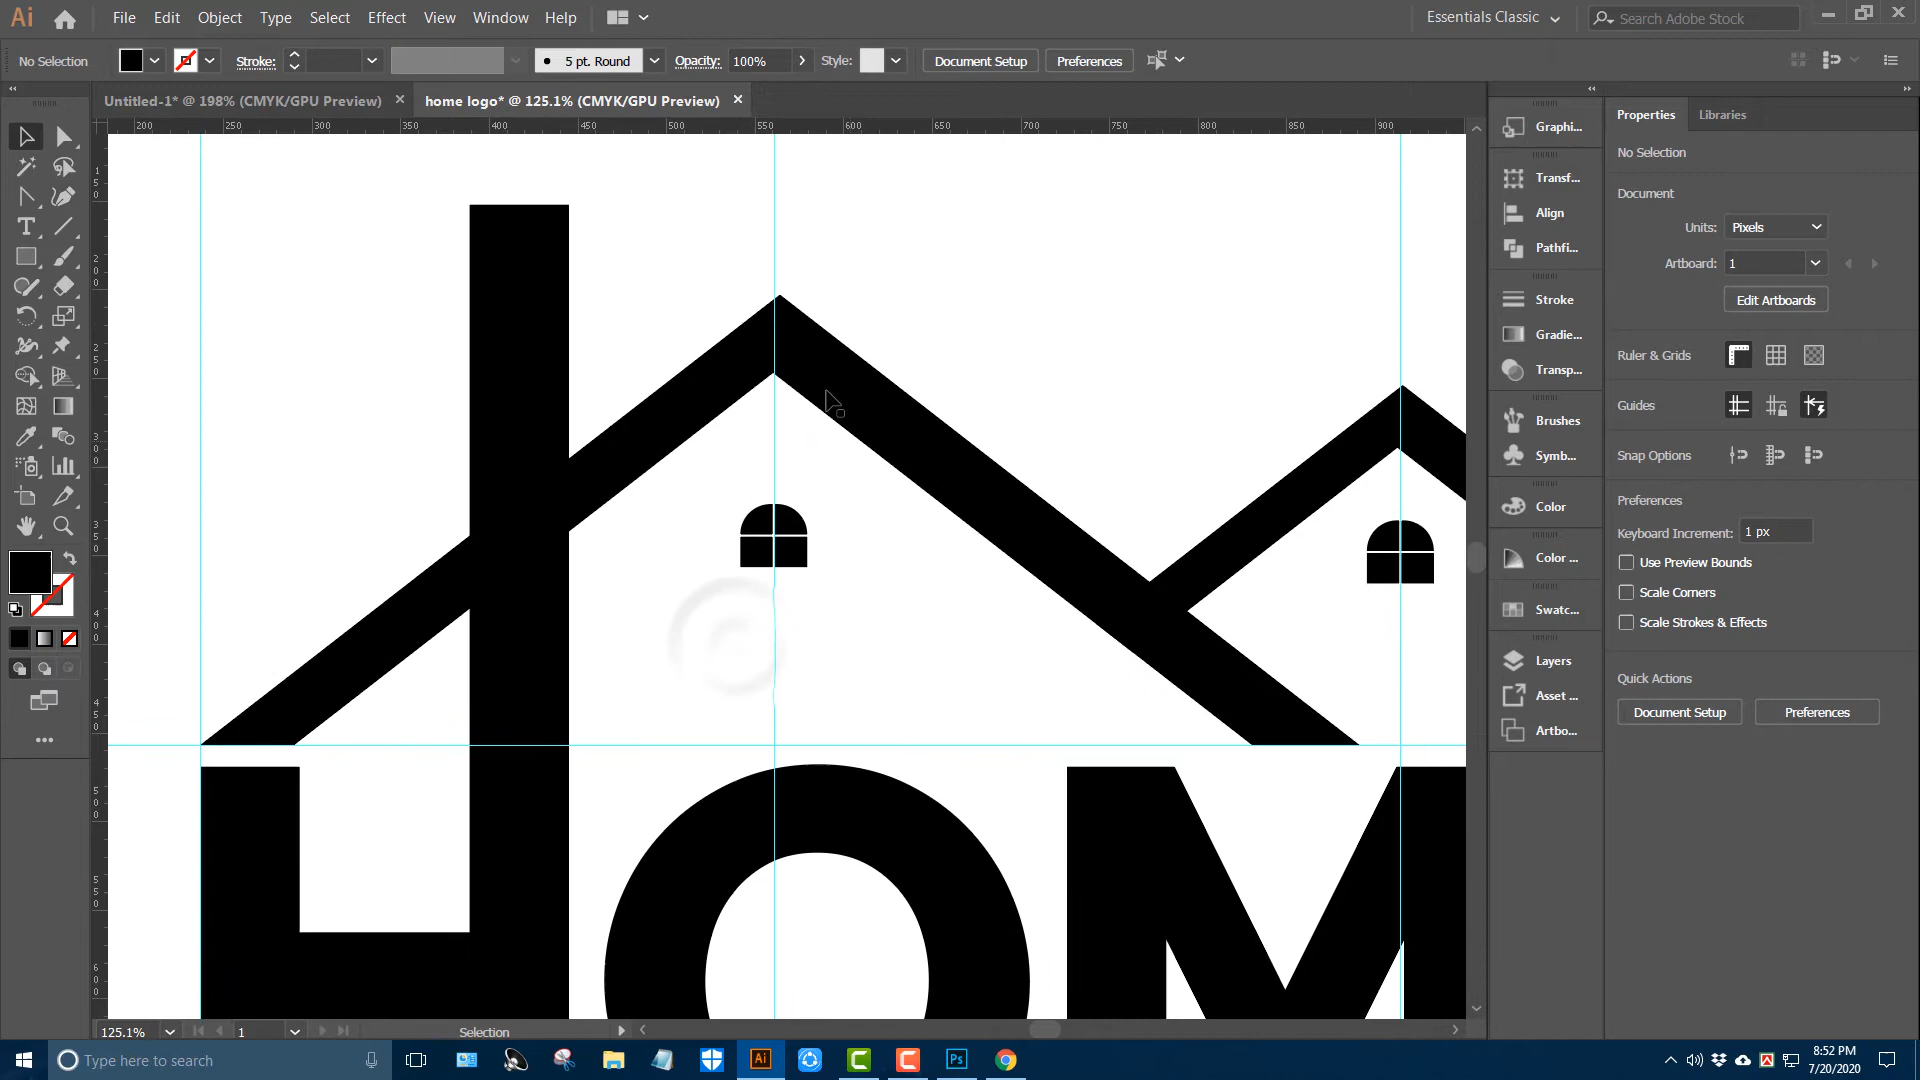 Ai File Edit Object Type Select Effect View Window Help Essentials Classic Search Adobe Stock
No Selection Stroke: 5 pt. Round Opacity: 100% Style: Document Setup Preferences
Untitled-1* @ 198% (CMYK/GPU Preview) × home logo* @ 125.1% (CMYK/GPU Preview) ×
Properties Libraries
200 250 300 350 400 450 500 550 600 650 700 750 800 850 900
Graphi...
No Selection
Transf...
Document
Align
Units: Pixels
Pathfi...
Artboard: 1
Edit Artboards
Stroke
Gradie...
Ruler & Grids
Transp...
Guides
Brushes
Symb...
Snap Options
Color
Preferences
Keyboard Increment: 1 px
Color ...
Use Preview Bounds
Scale Corners
Swatc...
Scale Strokes & Effects
Layers
Quick Actions
Asset ...
Document Setup Preferences
Artbo...
HOM
125.1% 1 Selection
Type here to search
8:52 PM
7/20/2020